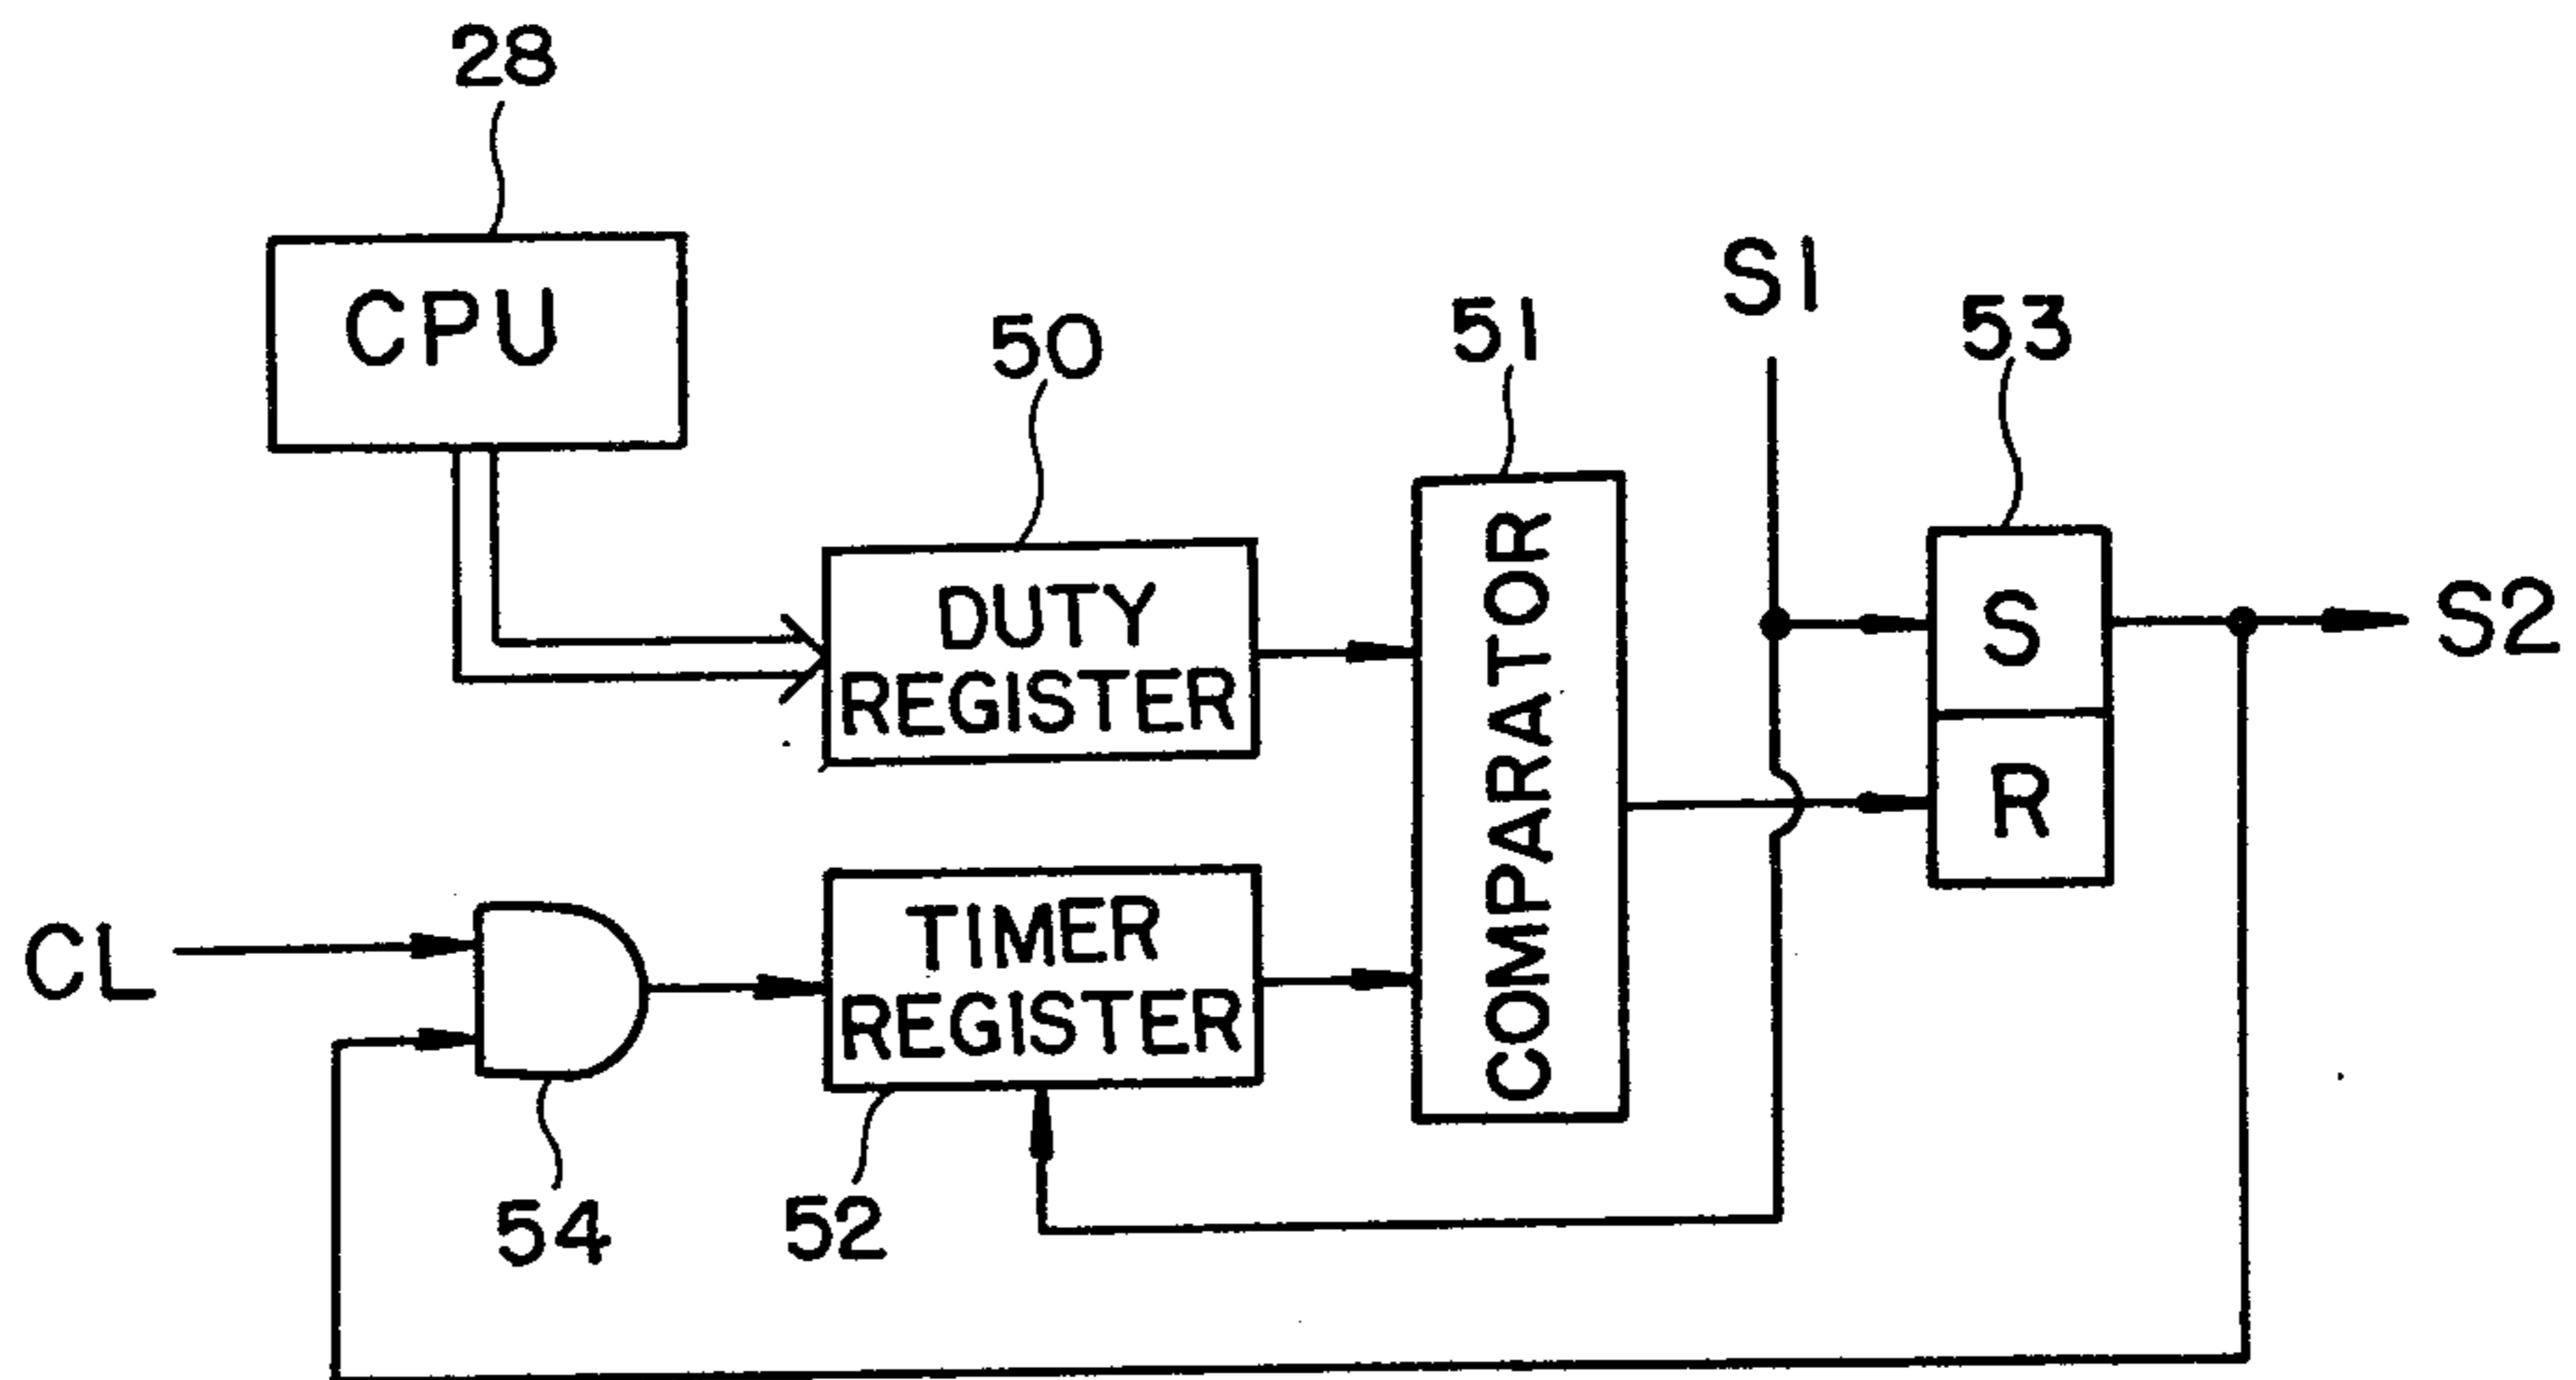 28
CPU
50
51
S1
53
DUTY
REGISTER
COMPARATOR
S
S2
R
CL
TIMER
REGISTER
54
52